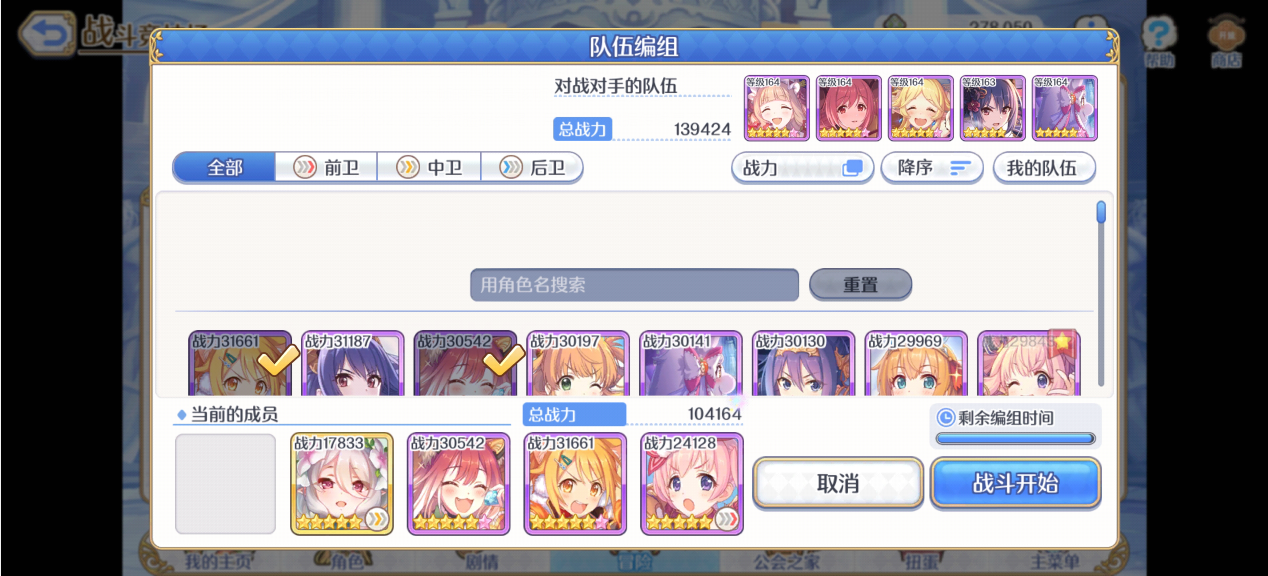 战斗竞技场
278,050
帮助
商店
队伍编组
对战对手的队伍
总战力 139424
等级164 等级164 等级164 等级163 等级164
全部 前卫 中卫 后卫 战力 降序 我的队伍
用角色名搜索 重置
战力31661 战力31187 战力30542 战力30197 战力30141 战力30130 战力29969
当前的成员 总战力 104164
剩余编组时间
战力17833 战力30542 战力31661 战力24128
取消 战斗开始
我的主页 角色 剧情 冒险 公会之家 扭蛋 主菜单